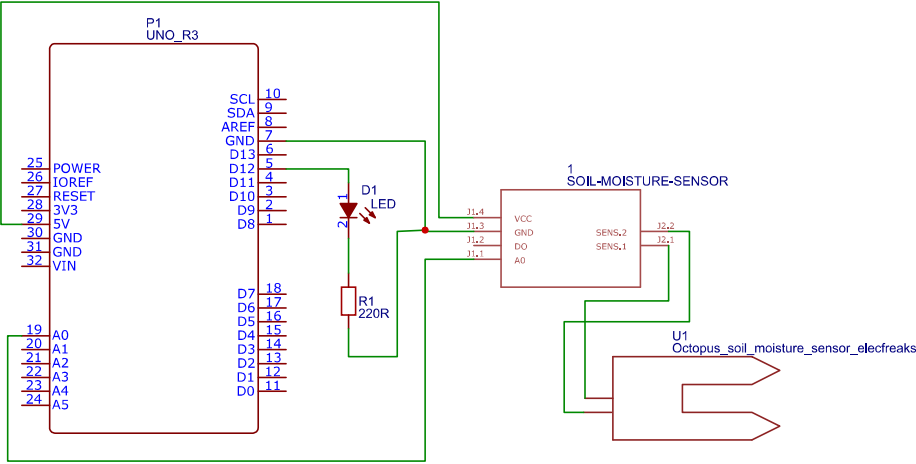 P1
UNO_R3
SCL 10
SDA 9
AREF 8
GND 7
D13 6
D12 5
D11 4
D10 3
D9 2
D8 1
25 POWER
26 IOREF
27 RESET
28 3V3
29 5V
30 GND
31 GND
32 VIN
D7 18
D6 17
D5 16
D4 15
D3 14
D2 13
D1 12
D0 11
19 A0
20 A1
21 A2
22 A3
23 A4
24 A5
D1
LED
1
2
R1
220R
1
SOIL-MOISTURE-SENSOR
J1.4 VCC
J1.3 GND
J1.2 DO
J1.1 A0
SENS.2 J2.2
SENS.1 J2.1
U1
Octopus_soil_moisture_sensor_elecfreaks